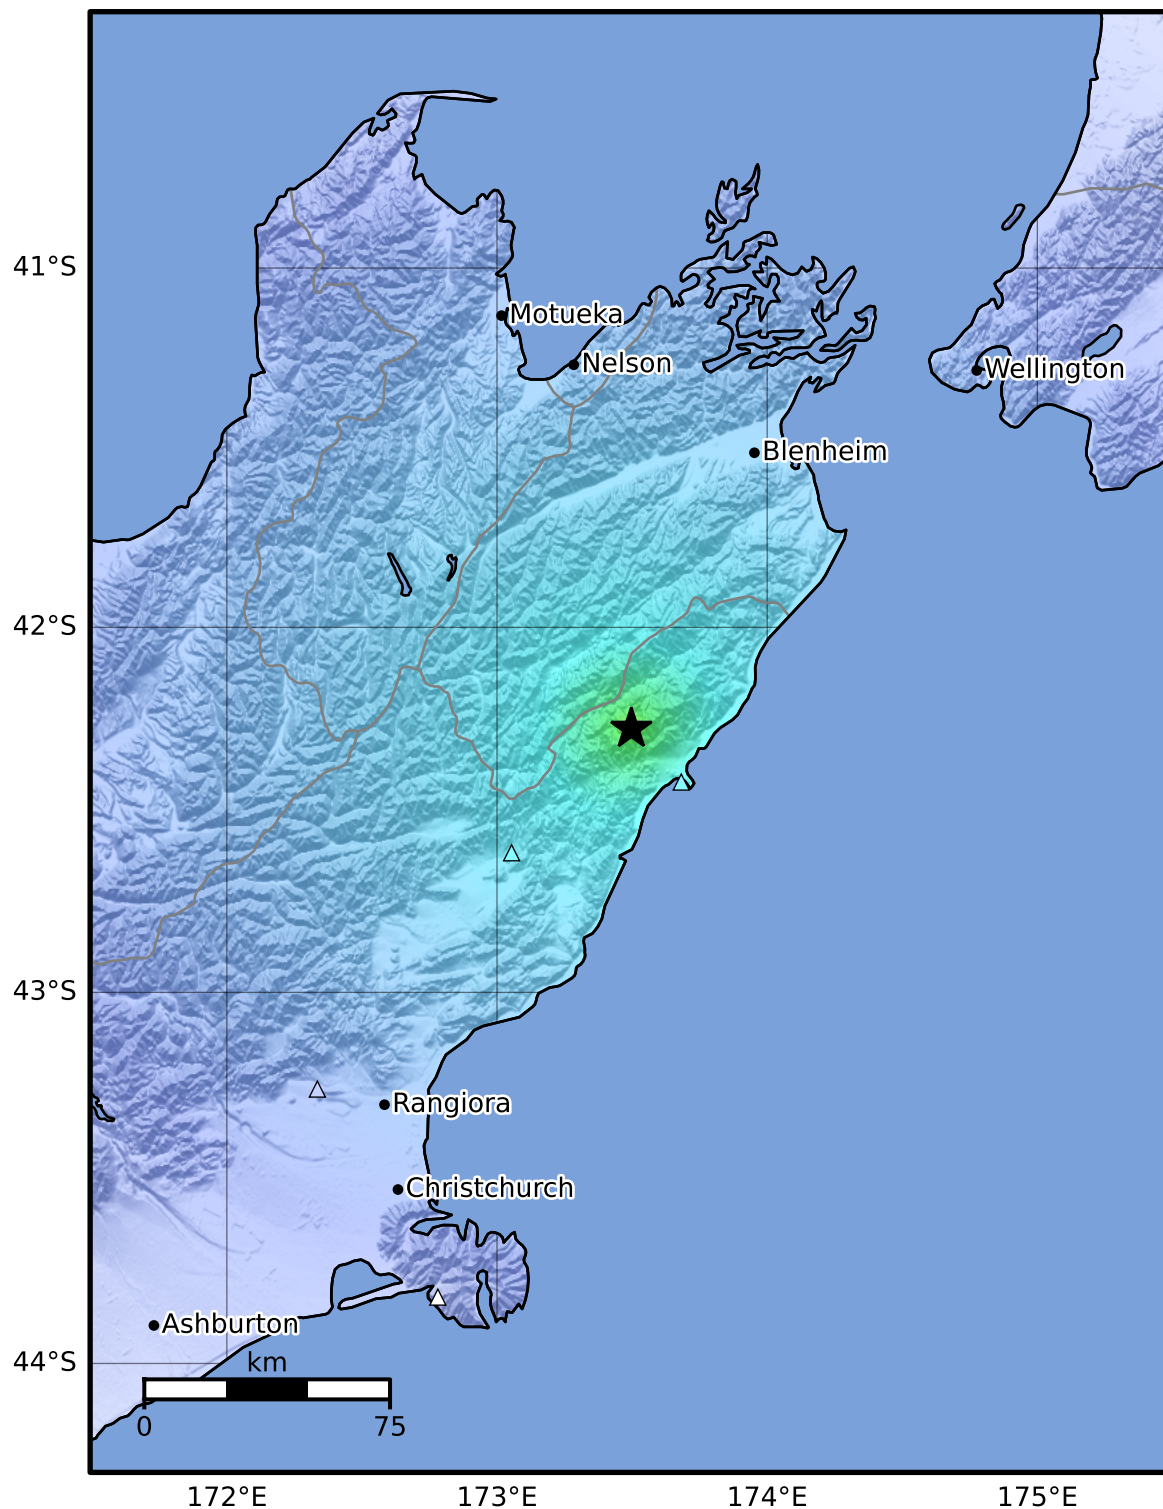 41°S
Motueka
Nelson
Wellington
Blenheim
42°S
43°S
Rangiora
Christchurch
Ashburton
44°S
km
0 75
172°E 173°E 174°E 175°E